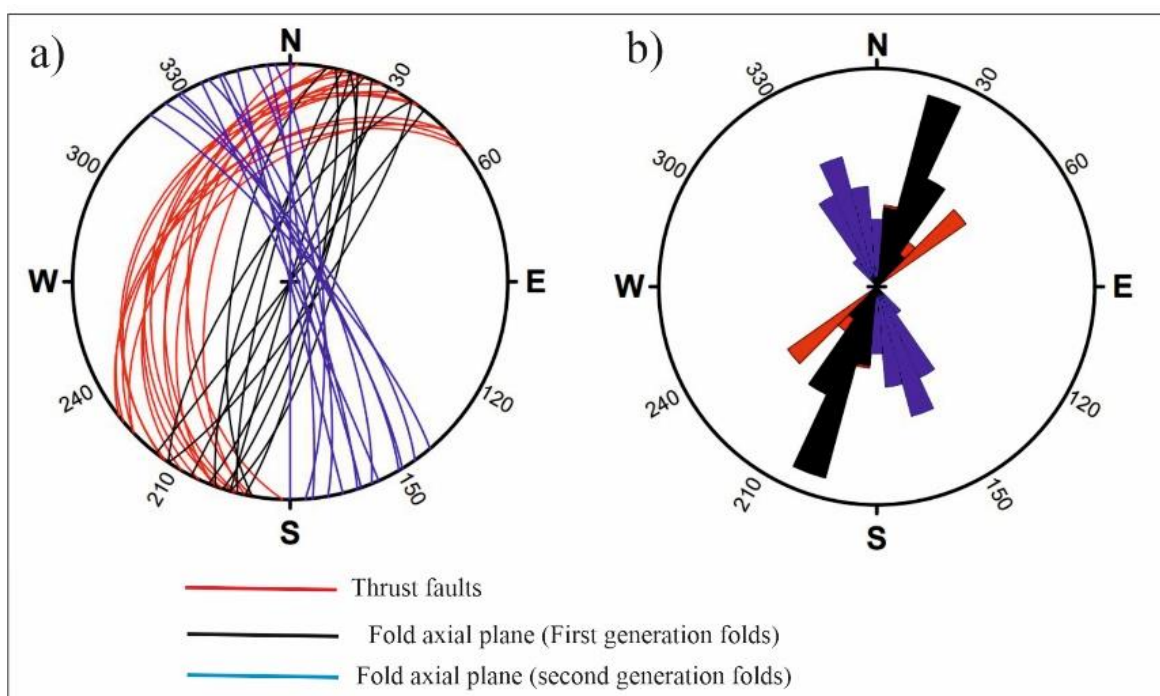 a)
N
30
60
E
120
150
S
210
240
W
300
330
b)
N
30
60
E
120
150
S
210
240
W
300
330
Thrust faults
Fold axial plane (First generation folds)
Fold axial plane (second generation folds)